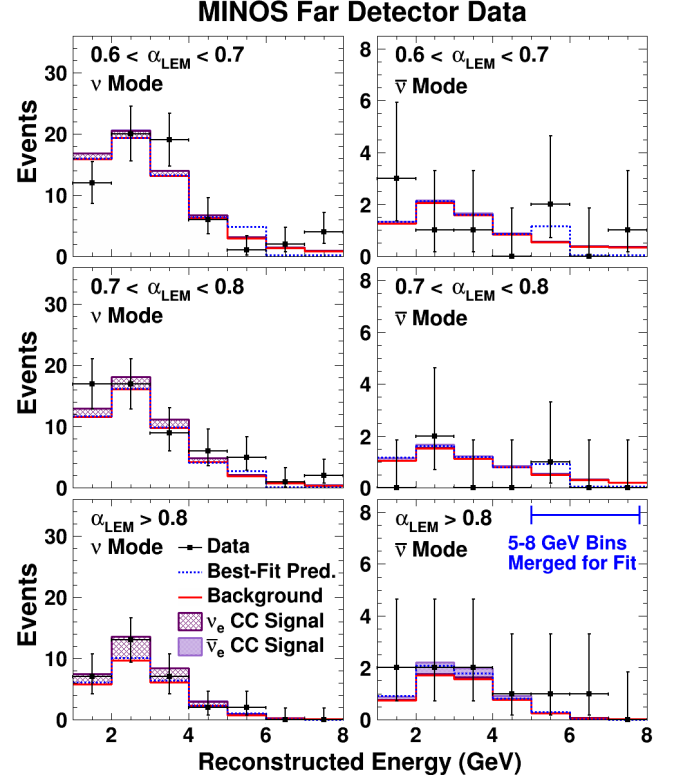 MINOS Far Detector Data
0.6 < α_LEM < 0.7
ν Mode
Events
30
20
10
0
0.6 < α_LEM < 0.7
ν̅ Mode
8
6
4
2
0
0.7 < α_LEM < 0.8
ν Mode
Events
30
20
10
0
0.7 < α_LEM < 0.8
ν̅ Mode
8
6
4
2
0
α_LEM > 0.8
ν Mode
Data
Best-Fit Pred.
Background
ν_e CC Signal
ν̅_e CC Signal
Events
30
20
10
0
2 4 6 8
α_LEM > 0.8
ν̅ Mode
5-8 GeV Bins
Merged for Fit
8
6
4
2
0
2 4 6 8
Reconstructed Energy (GeV)